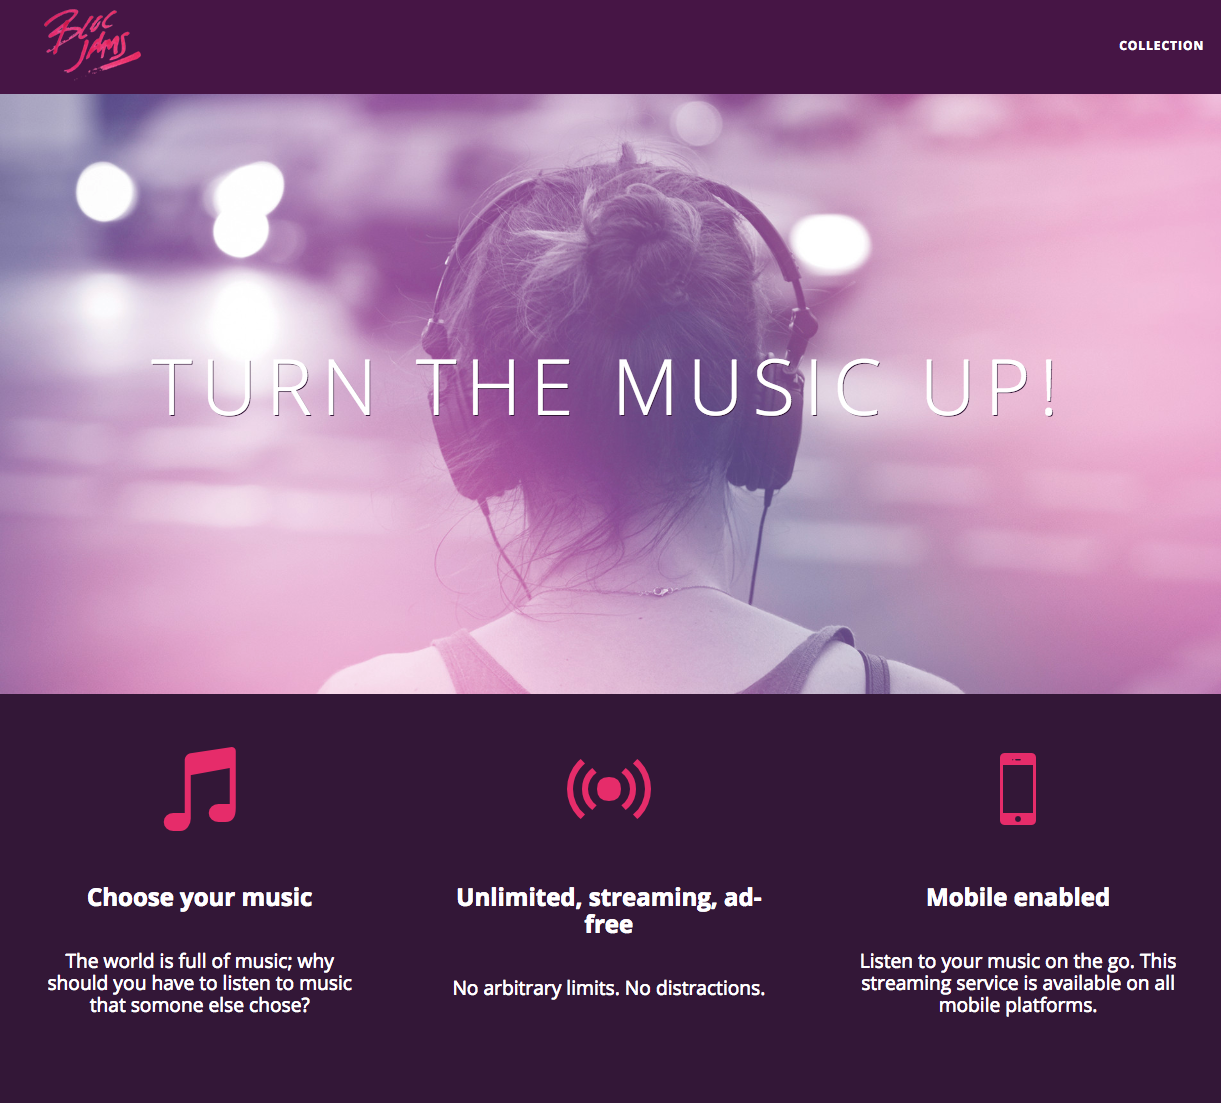 Bloc
Jams
COLLECTION
TURN THE MUSIC UP!
Choose your music
The world is full of music; why
should you have to listen to music
that somone else chose?
Unlimited, streaming, ad-
free
No arbitrary limits. No distractions.
Mobile enabled
Listen to your music on the go. This
streaming service is available on all
mobile platforms.